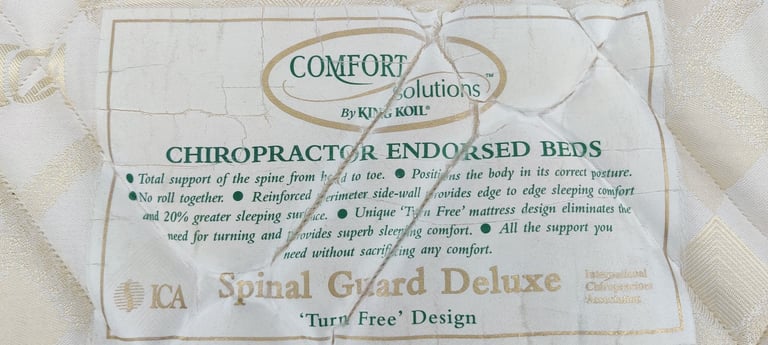 COMFORT
Solutions™
By KING KOIL®
CHIROPRACTOR ENDORSED BEDS
● Total support of the spine from head to toe. ● Positions the body in its correct posture.
● No roll together. ● Reinforced perimeter side-wall provides edge to edge sleeping comfort
and 20% greater sleeping surface. ● Unique ‘Turn Free’ mattress design eliminates the
need for turning and provides superb sleeping comfort. ● All the support you
need without sacrificing any comfort.
ICA Spinal Guard Deluxe International
Chiropractors
Association
‘Turn Free’ Design